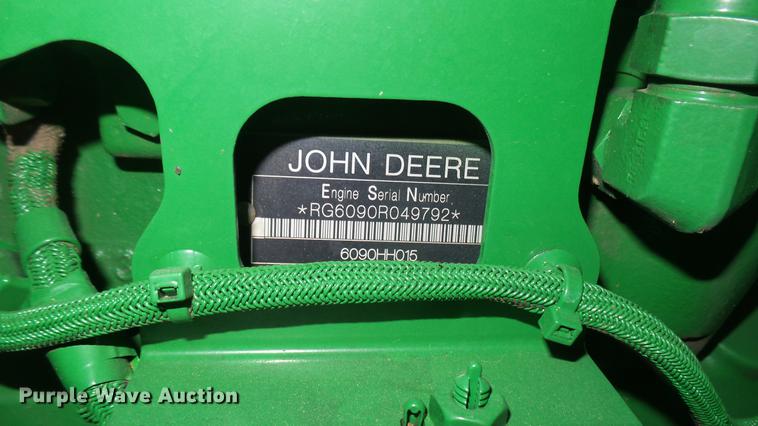 JOHN DEERE
Engine Serial Number
*RG6090R049792*
6090HH015
Purple Wave Auction